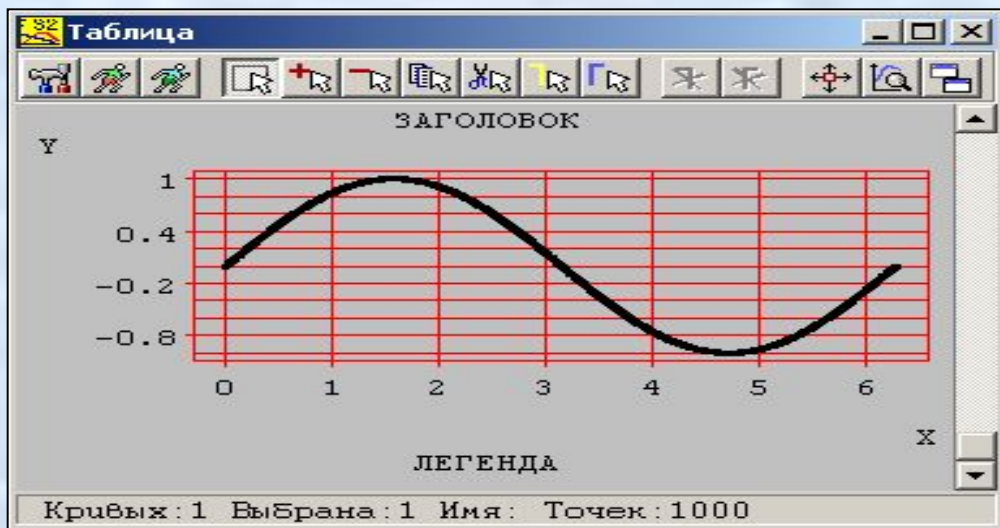 32 Таблица
ЗАГОЛОВОК
Y
1
0.4
-0.2
-0.8
0 1 2 3 4 5 6
X
ЛЕГЕНДА
Кривых:1 Выбрана:1 Имя: Точек:1000